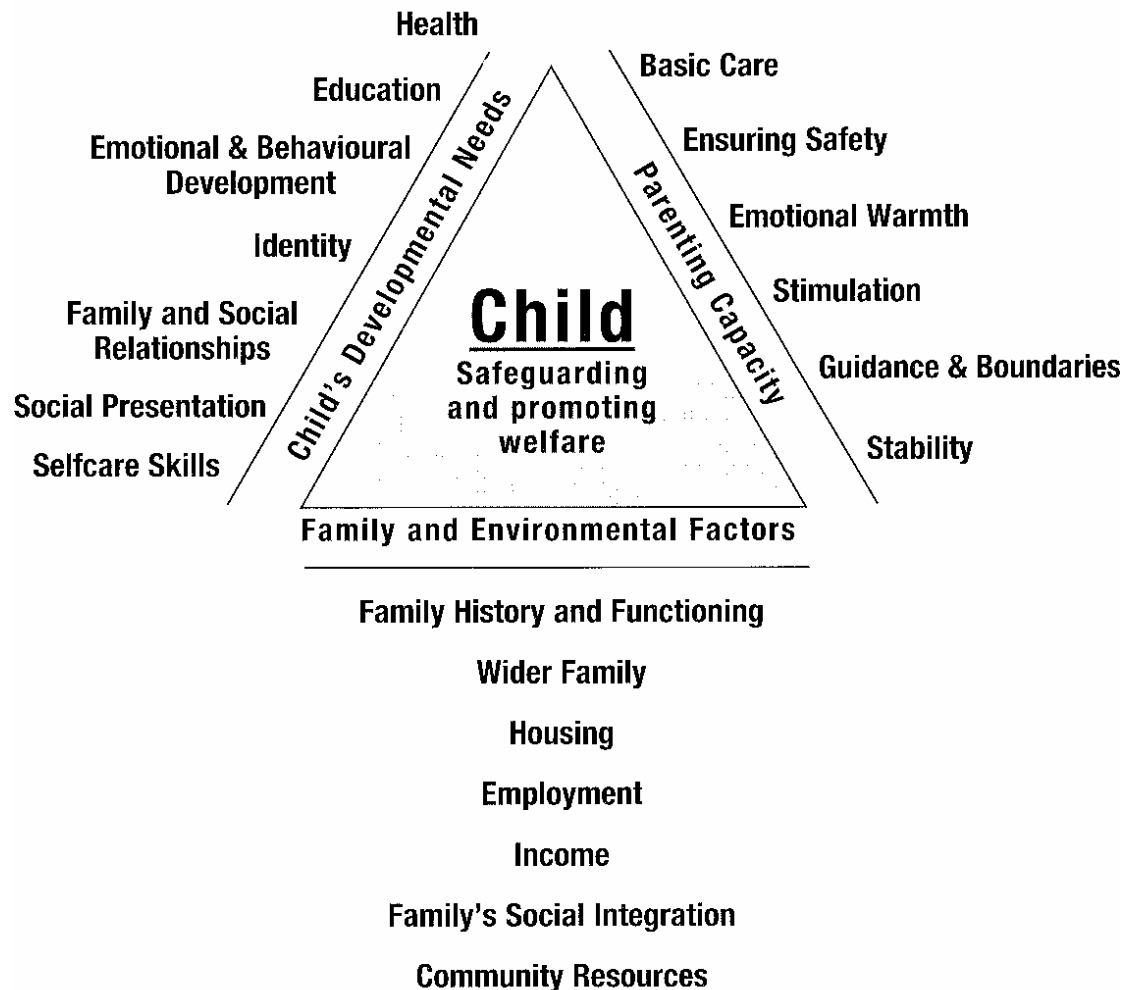 Health
Education
Emotional & Behavioural
Development
Identity
Family and Social
Relationships
Social Presentation
Selfcare Skills
Child's Developmental Needs
Basic Care
Ensuring Safety
Emotional Warmth
Stimulation
Guidance & Boundaries
Stability
Parenting Capacity
Child
Safeguarding
and promoting
welfare
Family and Environmental Factors
Family History and Functioning
Wider Family
Housing
Employment
Income
Family's Social Integration
Community Resources